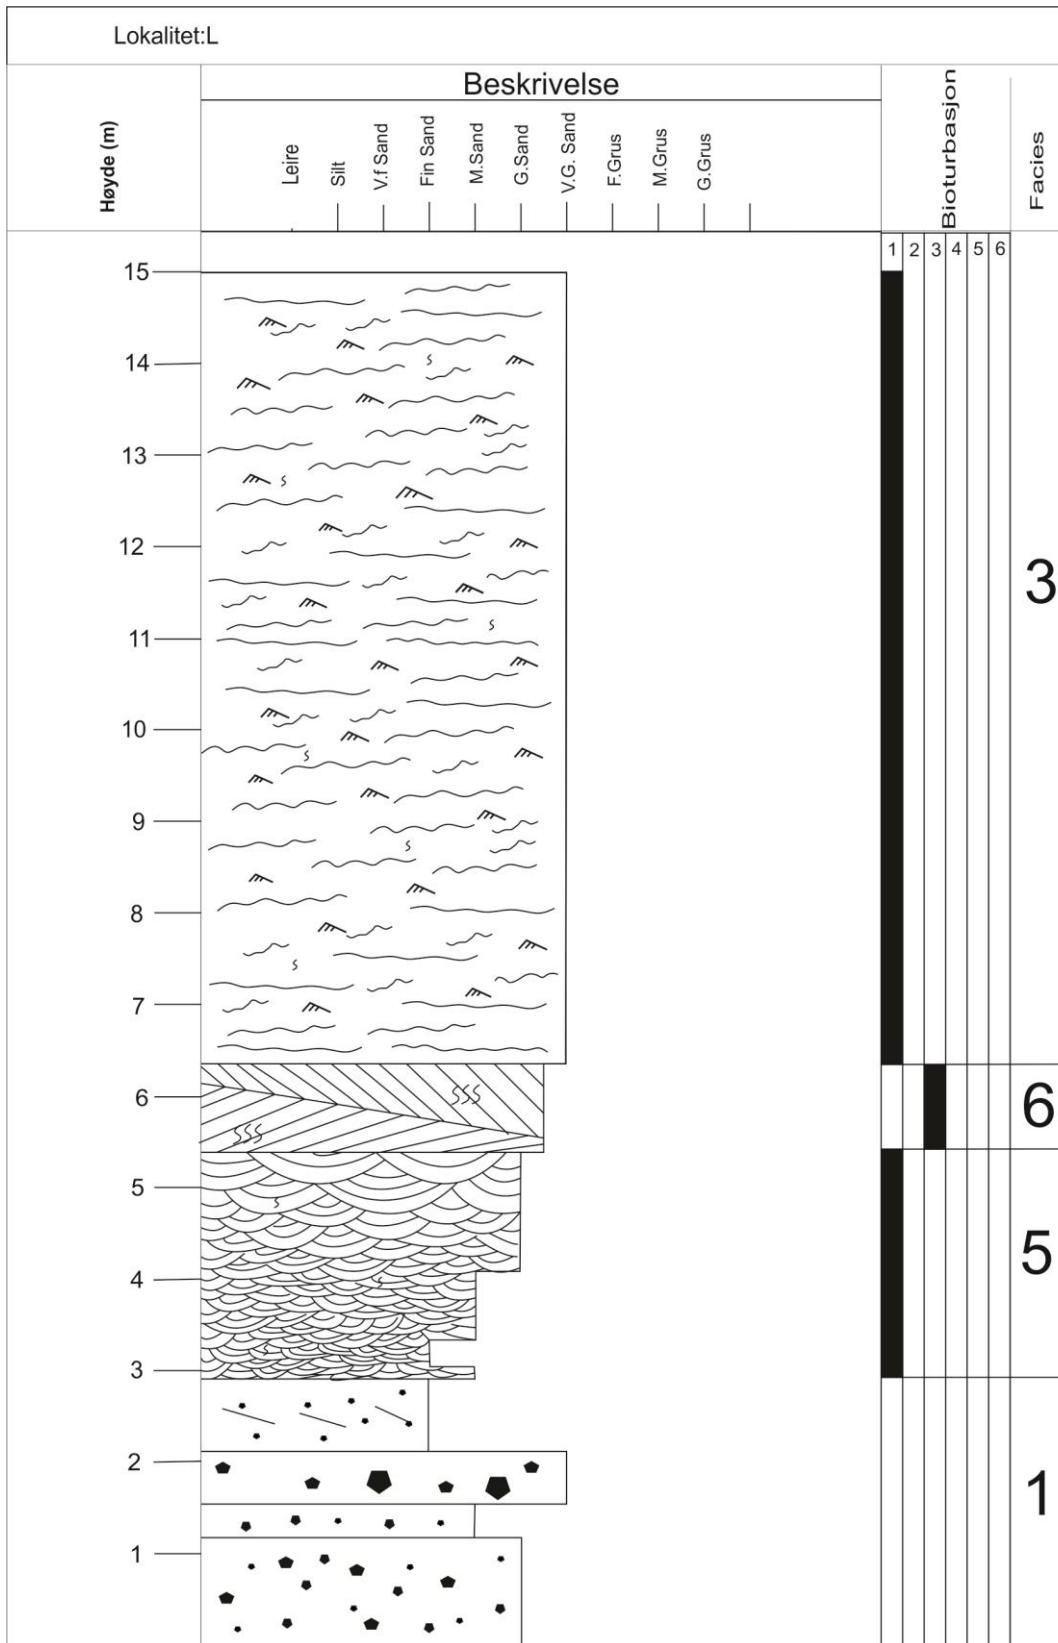 Lokalitet:L
Beskrivelse
Høyde (m)
Leire
Silt
V.f Sand
Fin Sand
M.Sand
G.Sand
V.G. Sand
F.Grus
M.Grus
G.Grus
Bioturbasjon
Facies
1 2 3 4 5 6
15
14
13
12
3
11
10
9
8
7
6
6
5
5
4
3
2
1
1